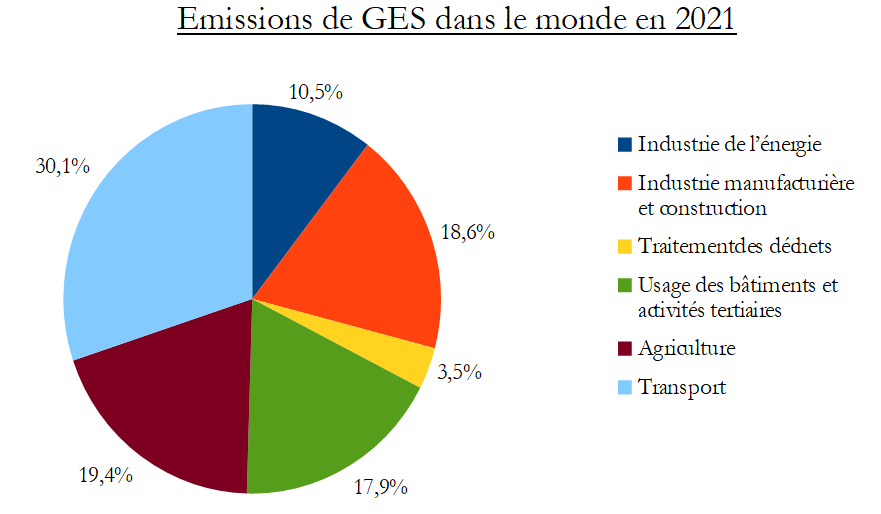 Emissions de GES dans le monde en 2021
10,5%
30,1%
18,6%
3,5%
19,4%
17,9%
Industrie de l’énergie
Industrie manufacturière
et construction
Traitementdes déchets
Usage des bâtiments et
activités tertiaires
Agriculture
Transport